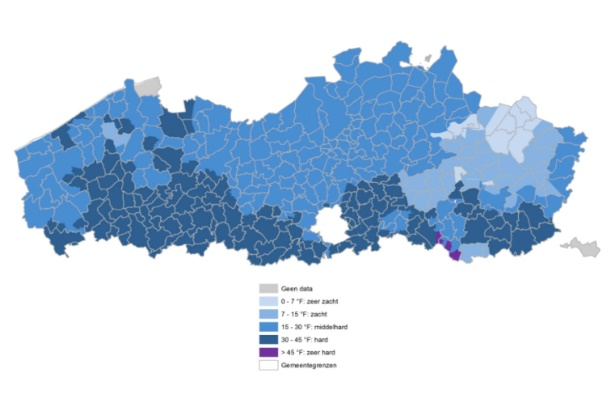 Geen data
0 - 7 °F: zeer zacht
7 - 15 °F: zacht
15 - 30 °F: middelhard
30 - 45 °F: hard
> 45 °F: zeer hard
Gemeentegrenzen